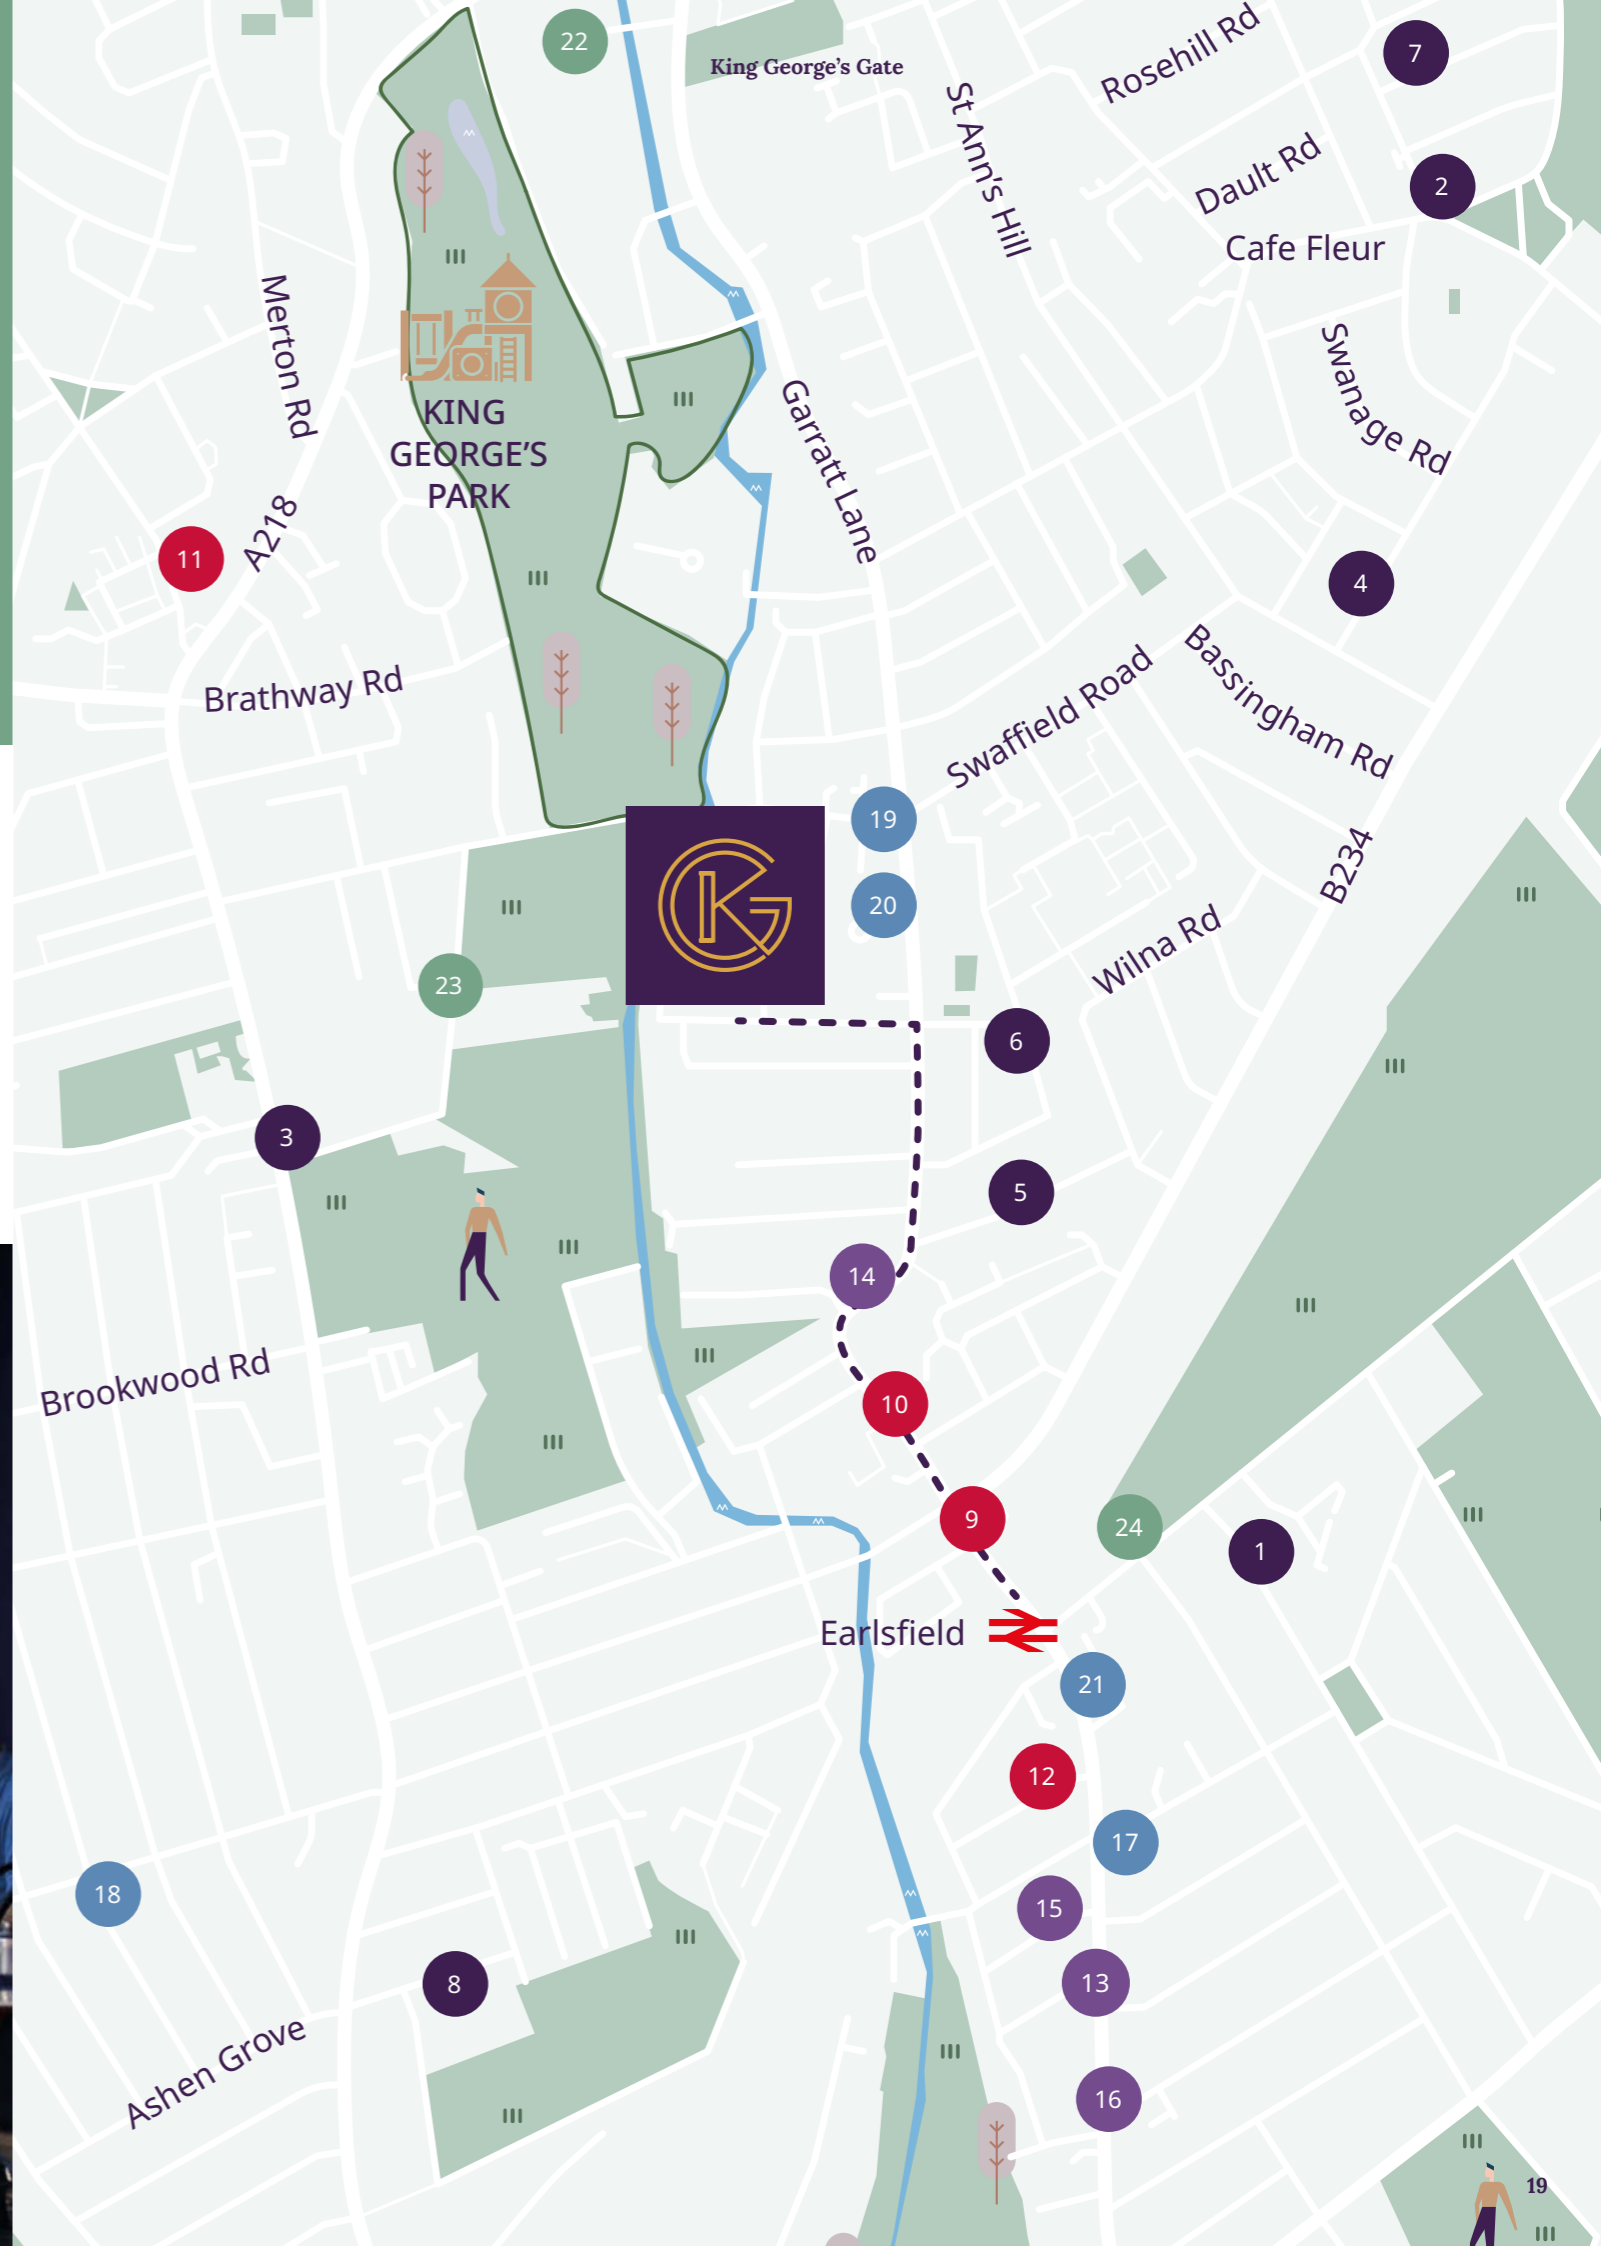 22
King George's Gate
Rosehill Rd
7
St Ann's Hill
Dault Rd
2
Cafe Fleur
Merton Rd
Swanage Rd
KING
GEORGE'S
PARK
Garratt Lane
A218
11
4
Brathway Rd
Swaffield Road
Bassingham Rd
19
B234
KG
20
Wilna Rd
23
6
3
5
14
Brookwood Rd
10
9
24
1
Earlsfield
21
12
17
18
15
8
13
Ashen Grove
16
19